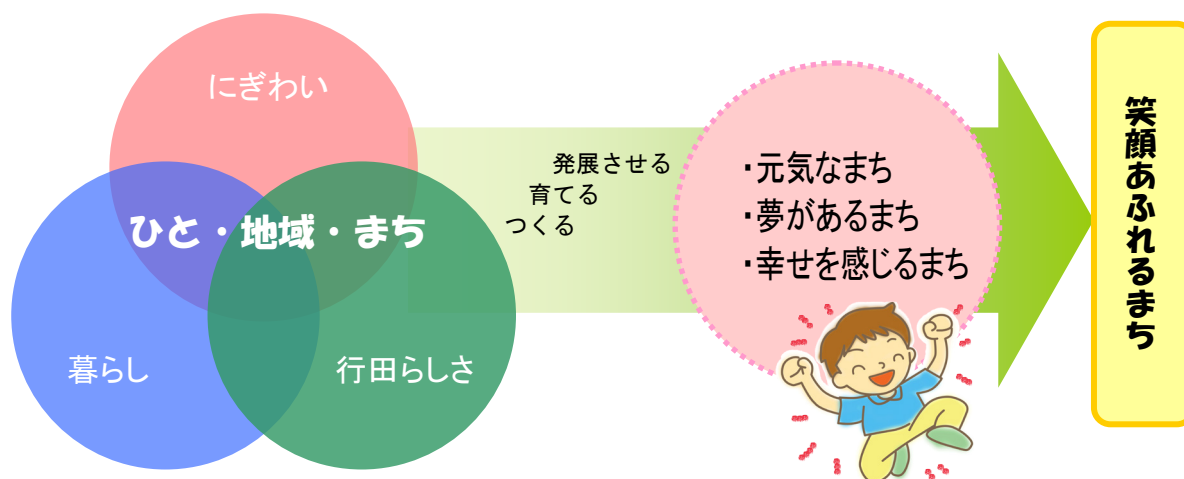 にぎわい
ひと・地域・まち
暮らし
行田らしさ
発展させる
育てる
つくる
・元気なまち
・夢があるまち
・幸せを感じるまち
笑顔あふれるまち